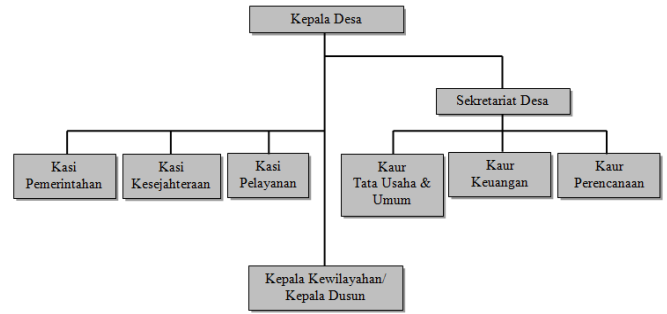 Kepala Desa
Sekretariat Desa
Kasi
Pemerintahan
Kasi
Kesejahteraan
Kasi
Pelayanan
Kaur
Tata Usaha &
Umum
Kaur
Keuangan
Kaur
Perencanaan
Kepala Kewilayahan/
Kepala Dusun